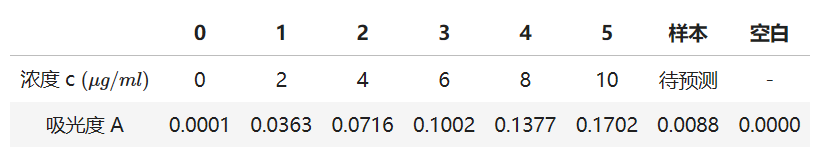 0 1 2 3 4 5 样本 空白
浓度 c (μg/ml) 0 2 4 6 8 10 待预测 -
吸光度 A 0.0001 0.0363 0.0716 0.1002 0.1377 0.1702 0.0088 0.0000